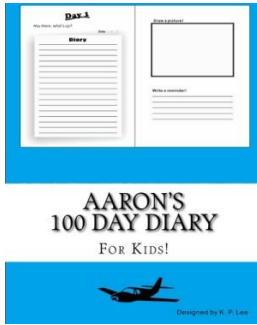 Day 1
Hey there, what's up?
Date
Diary
Draw a picture!
Write a reminder!
AARON'S
100 DAY DIARY
FOR KIDS!
Designed by K. P. Lee